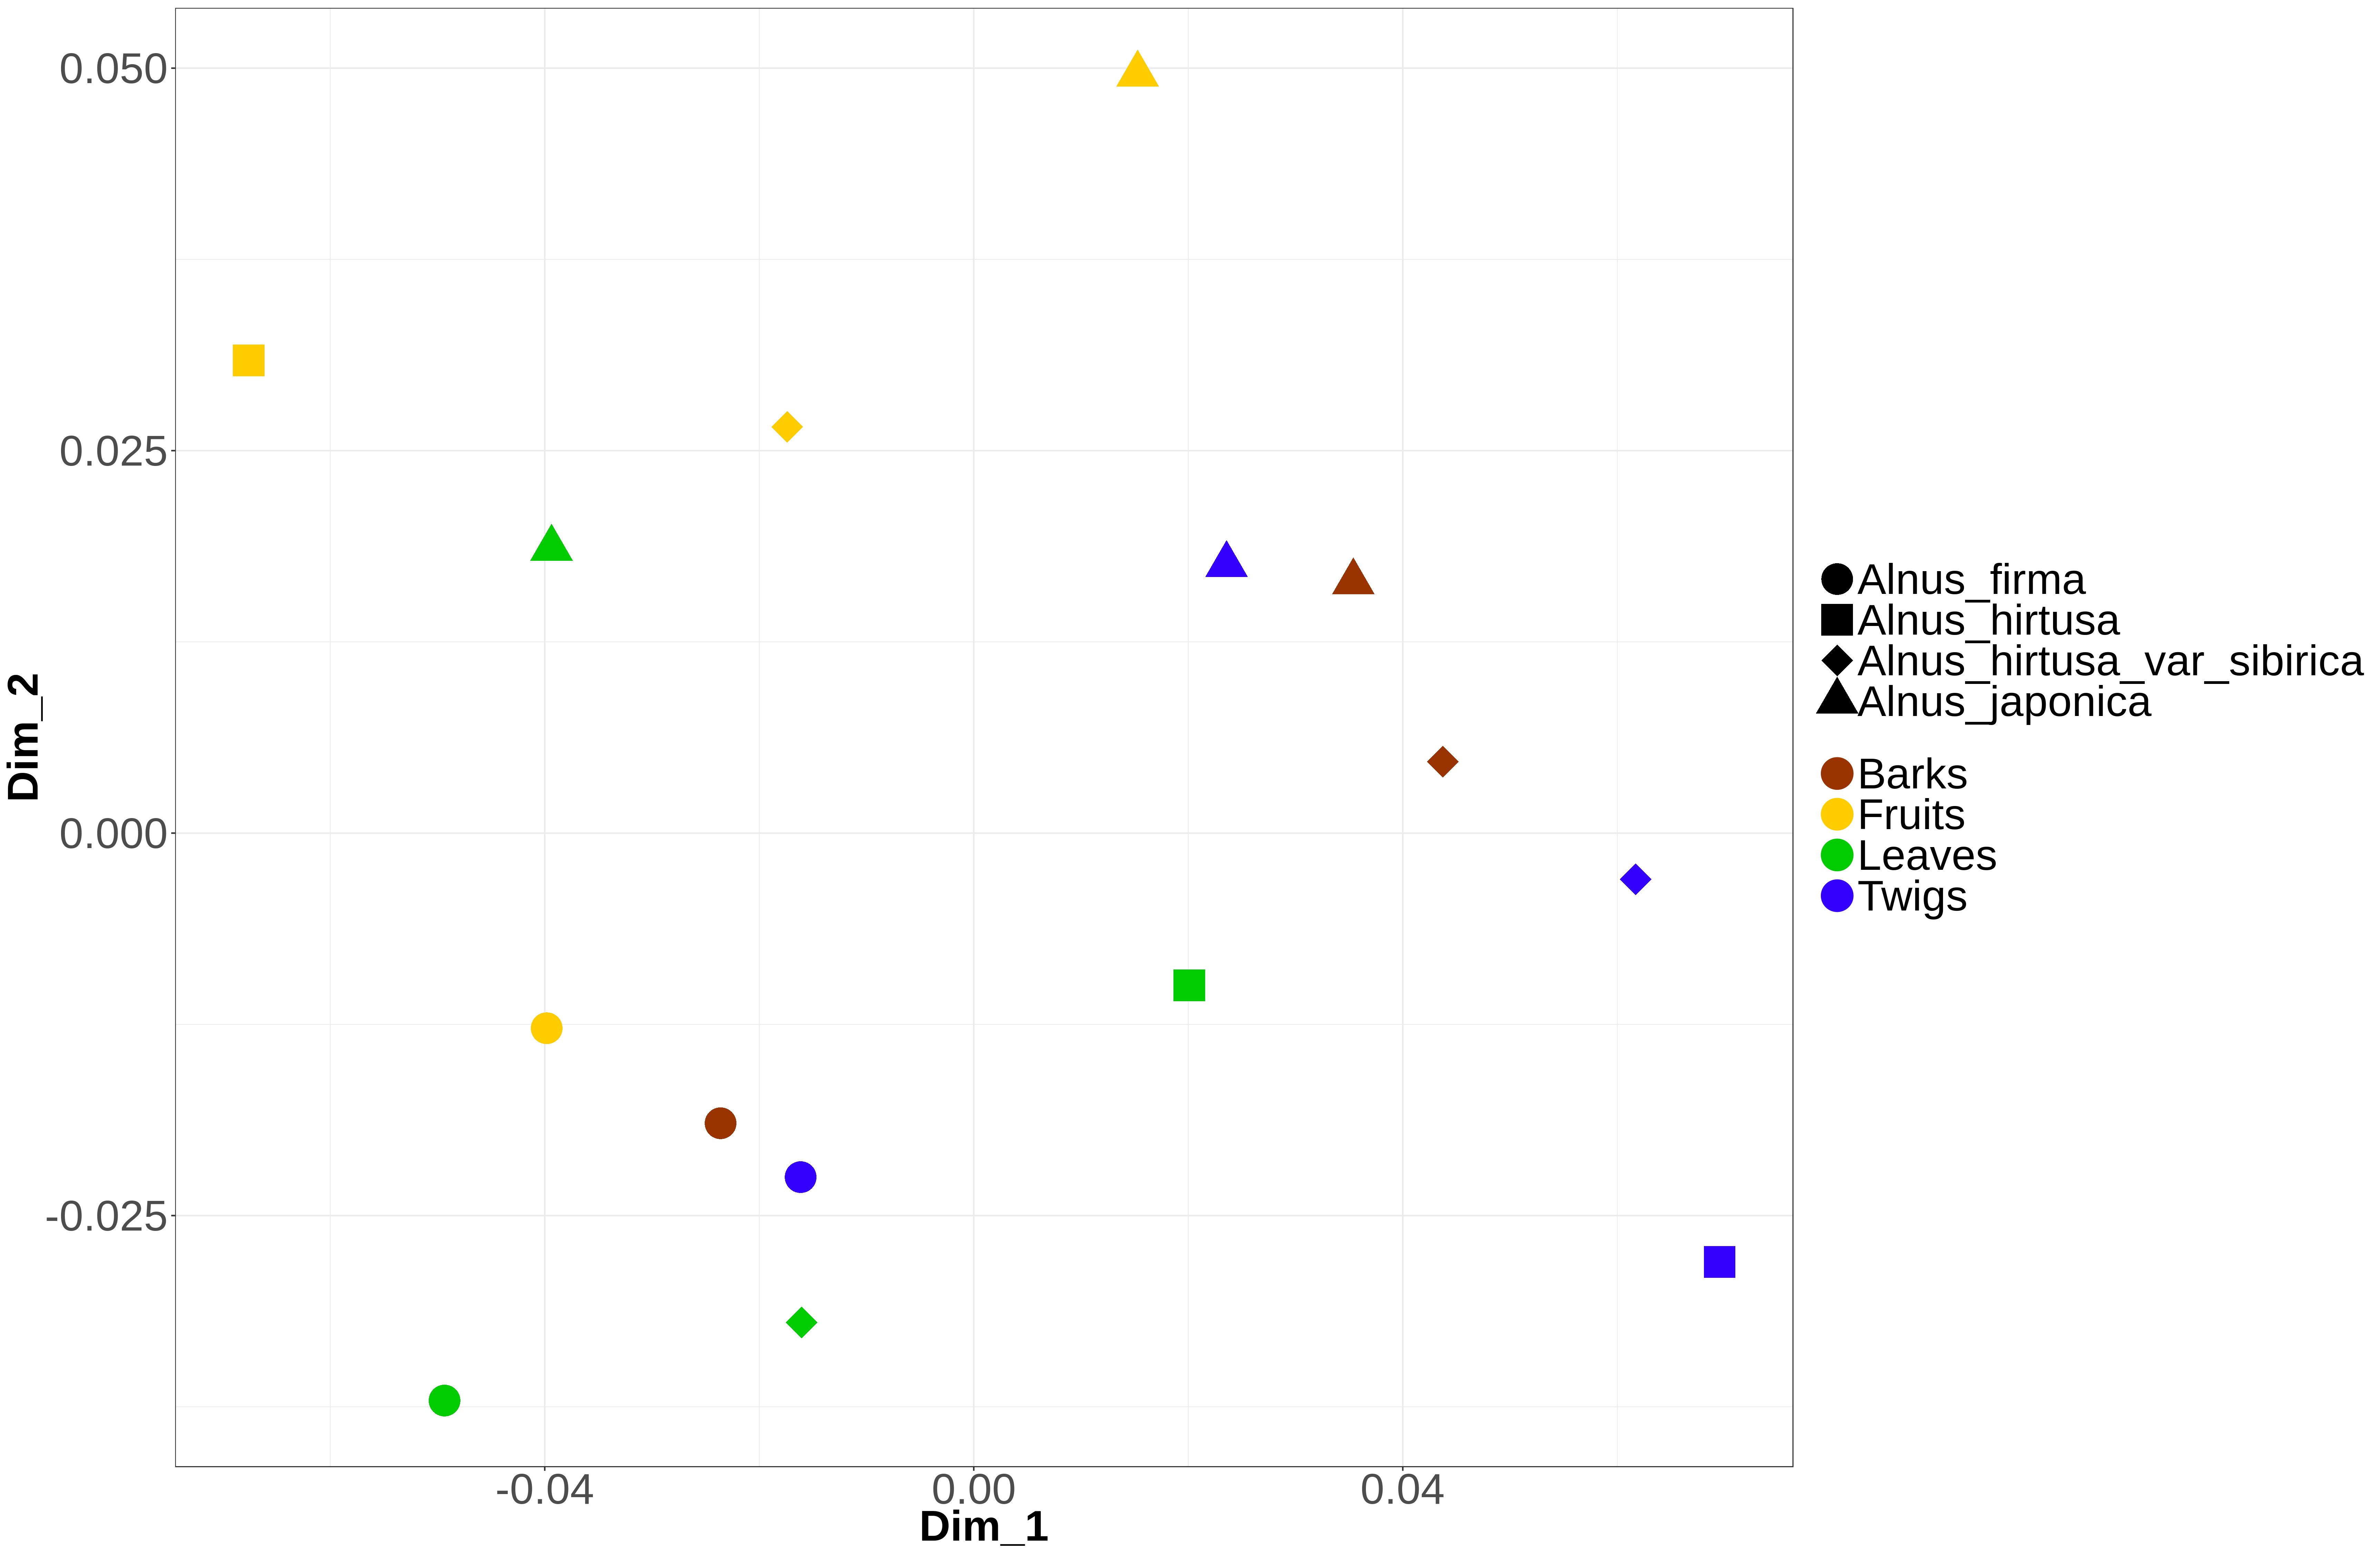 0.050
0.025
0.000
-0.025
Dim_2
-0.04
0.00
0.04
Dim_1
Alnus_firma
Alnus_hirtusa
Alnus_hirtusa_var_sibirica
Alnus_japonica
Barks
Fruits
Leaves
Twigs